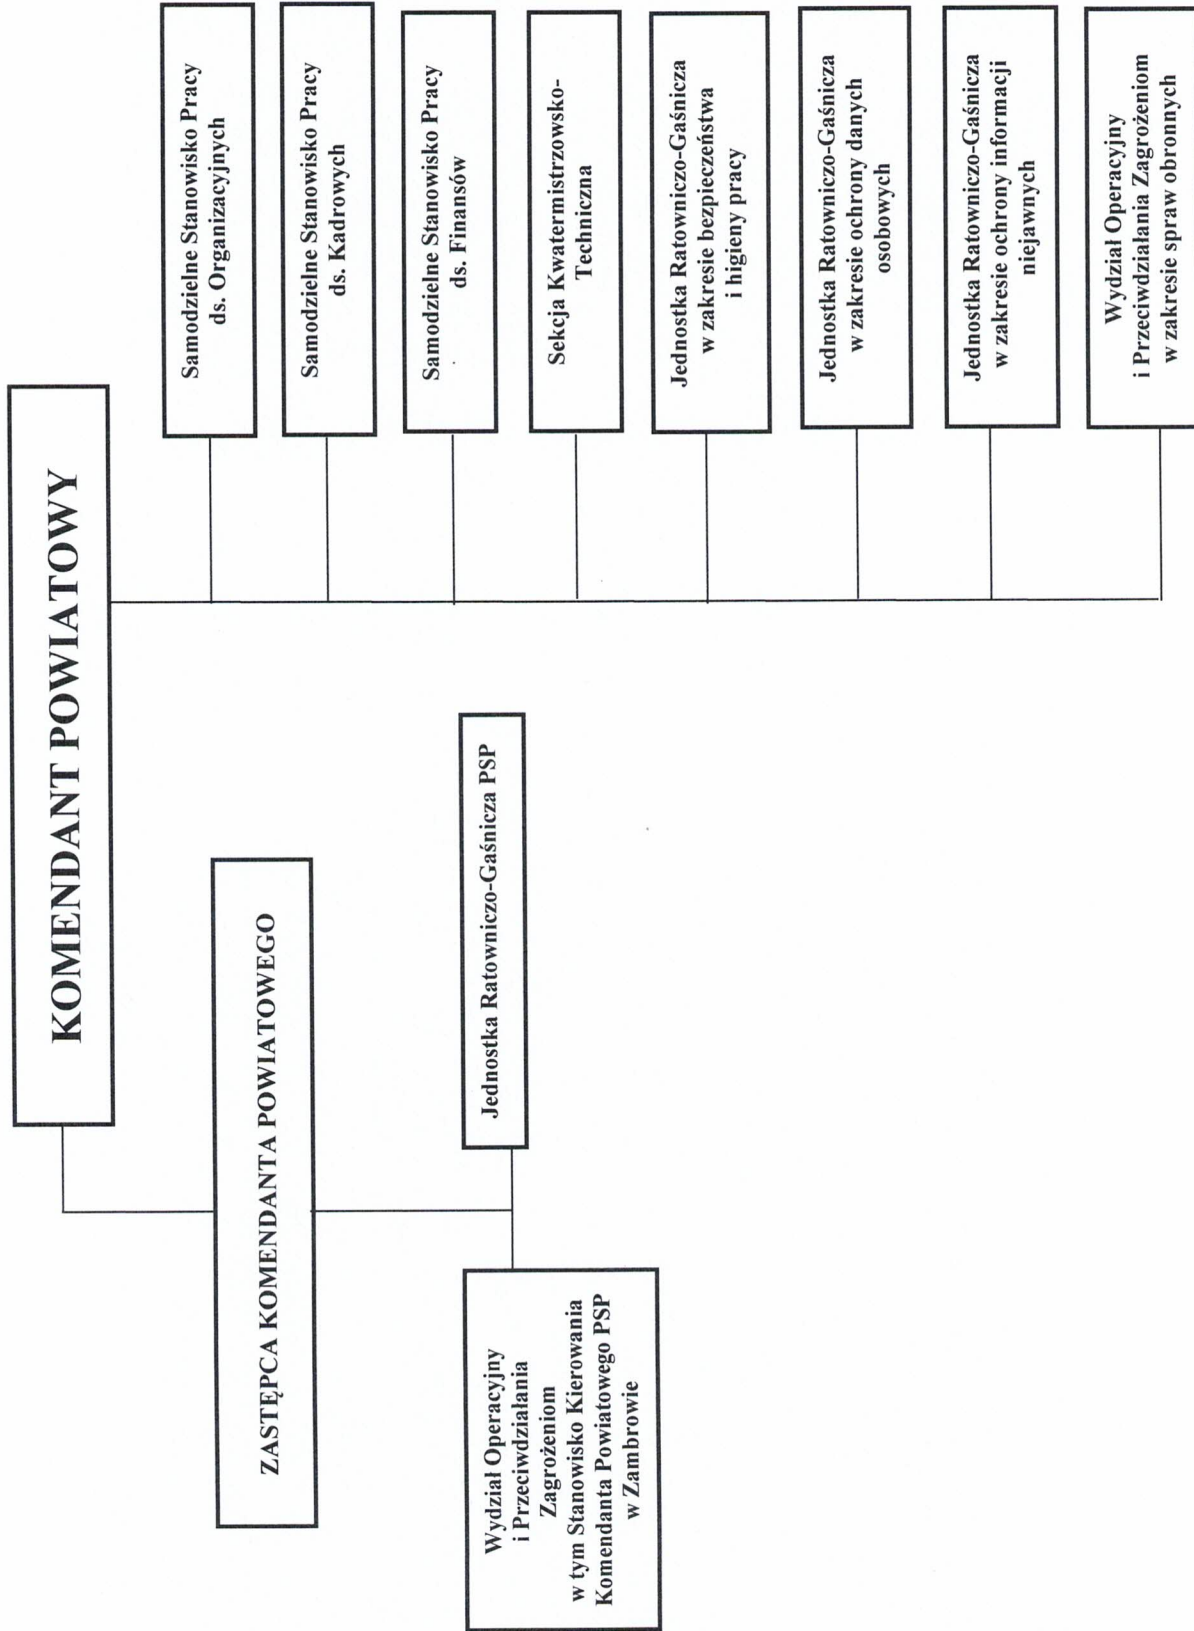 KOMENDANT POWIATOWY
ZASTĘPCA KOMENDANTA POWIATOWEGO
Wydział Operacyjny
i Przeciwdziałania
Zagrożeniom
w tym Stanowisko Kierowania
Komendanta Powiatowego PSP
w Zambrowie
Jednostka Ratowniczo-Gaśnicza PSP
Samodzielne Stanowisko Pracy
ds. Organizacyjnych
Samodzielne Stanowisko Pracy
ds. Kadrowych
Samodzielne Stanowisko Pracy
ds. Finansów
Sekcja Kwatermistrzowsko-
Techniczna
Jednostka Ratowniczo-Gaśnicza
w zakresie bezpieczeństwa
i higieny pracy
Jednostka Ratowniczo-Gaśnicza
w zakresie ochrony danych
osobowych
Jednostka Ratowniczo-Gaśnicza
w zakresie ochrony informacji
niejawnych
Wydział Operacyjny
i Przeciwdziałania Zagrożeniom
w zakresie spraw obronnych